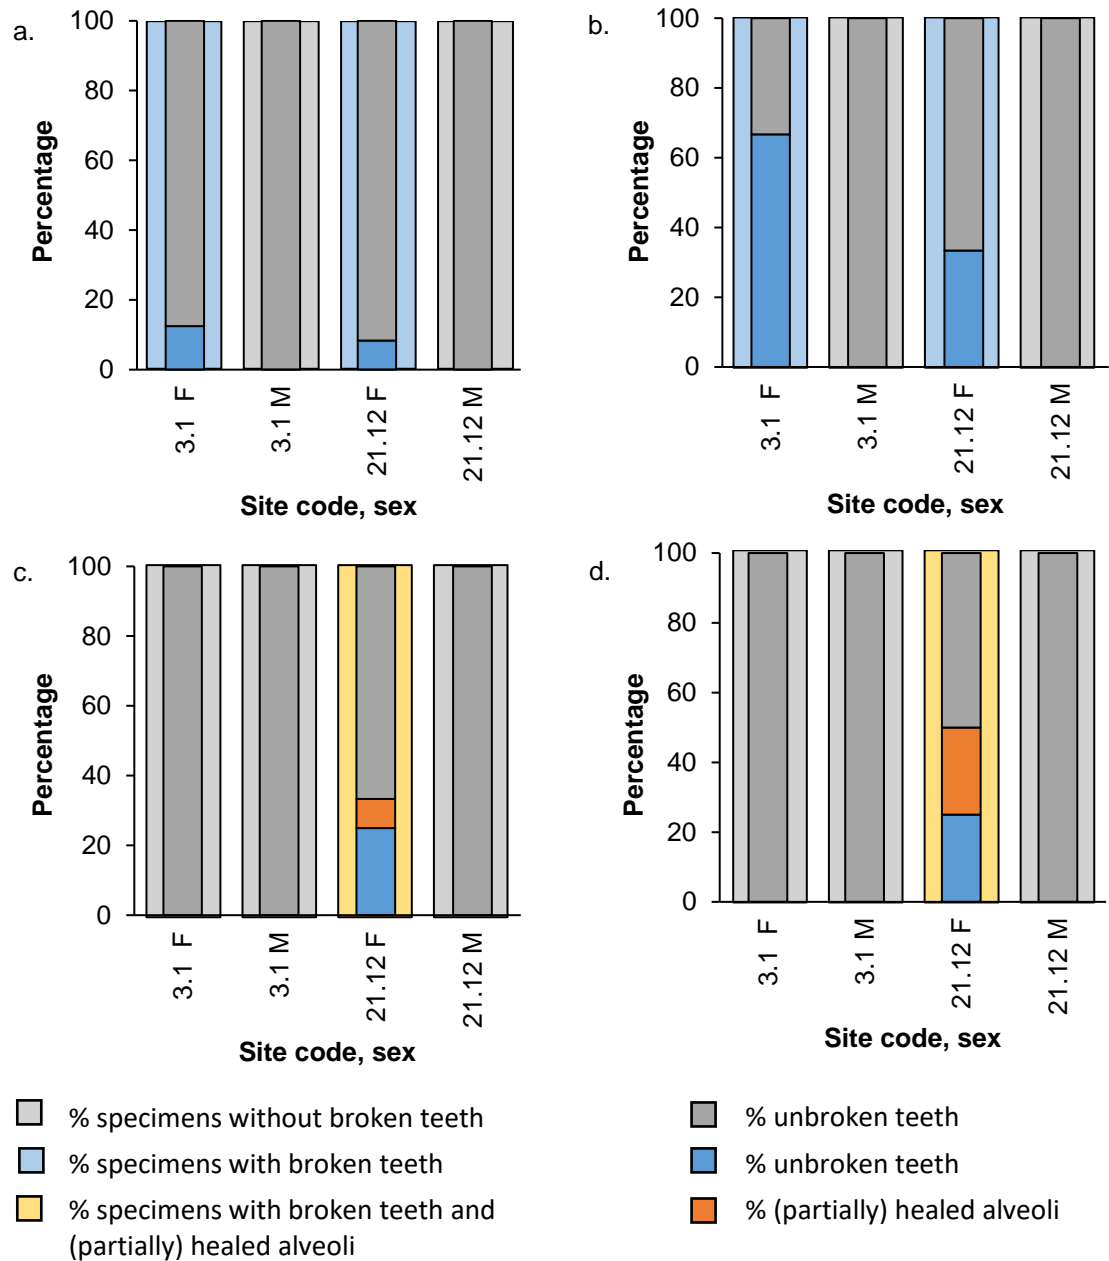 a.
Percentage
100
80
60
40
20
0
3.1 F
3.1 M
21.12 F
21.12 M
Site code, sex
b.
Percentage
100
80
60
40
20
0
3.1 F
3.1 M
21.12 F
21.12 M
Site code, sex
c.
Percentage
100
80
60
40
20
0
3.1 F
3.1 M
21.12 F
21.12 M
Site code, sex
d.
Percentage
100
80
60
40
20
0
3.1 F
3.1 M
21.12 F
21.12 M
Site code, sex
% specimens without broken teeth
% specimens with broken teeth
% specimens with broken teeth and
(partially) healed alveoli
% unbroken teeth
% unbroken teeth
% (partially) healed alveoli